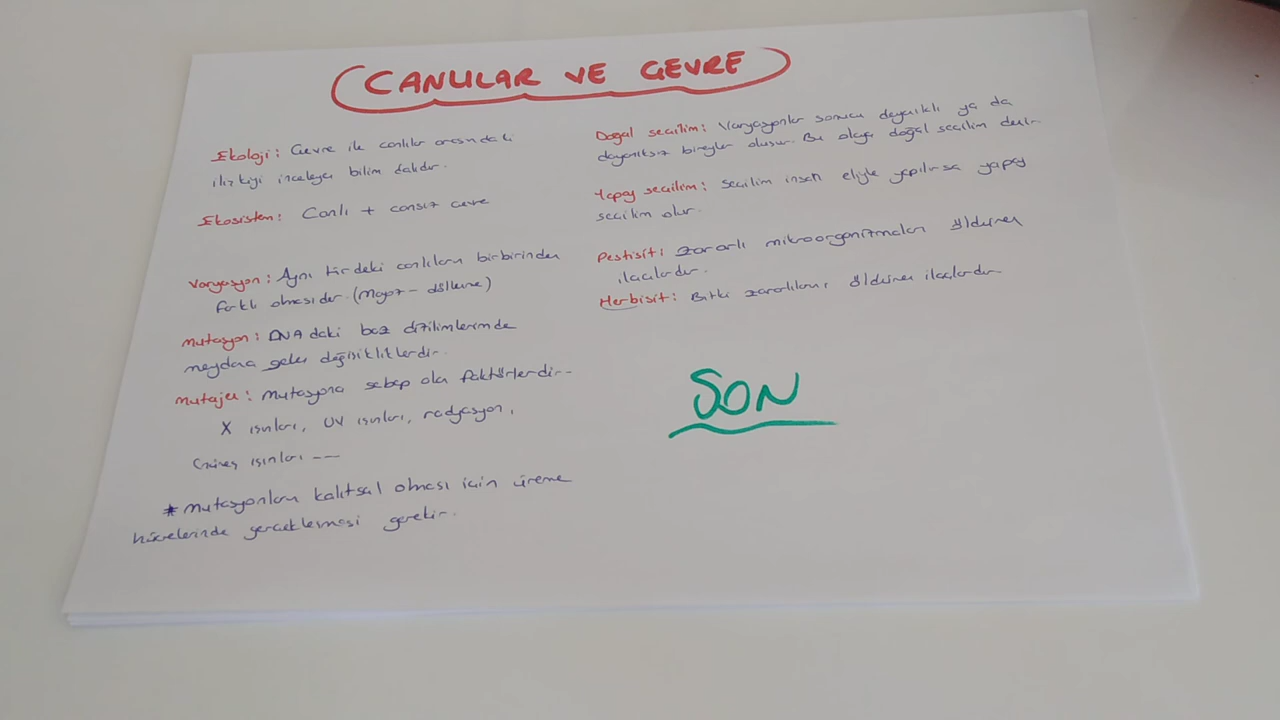 CANLILAR VE ÇEVRE
Ekoloji: Çevre ile canlılar arasındaki
ilişkiyi inceleyen bilim dalıdır.
Ekosistem: Canlı + cansız çevre
Varyasyon: Aynı türdeki canlıların birbirinden
farklı olmasıdır. (Mayoz - döllenme)
Mutasyon: DNA daki baz dizilimlerinde
meydana gelen değişikliklerdir.
Mutajen: Mutasyona sebep olan faktörlerdir--
X ışınları, UV ışınları, radyasyon,
Güneş ışınları ---
* Mutasyonların kalıtsal olması için üreme
hücrelerinde gerçekleşmesi gerekir.
Doğal seçilim: Varyasyonlar sonucu dayanıklı ya da
dayanıksız bireyler oluşur. Bu olaya doğal seçilim denir.
Yapay seçilim: Seçilim insan eliyle yapılırsa yapay
seçilim olur.
Pestisit: Zararlı mikroorganizmaları öldüren
ilaçlardır.
Herbisit: Bitki zararlılarını öldüren ilaçlardır
SON